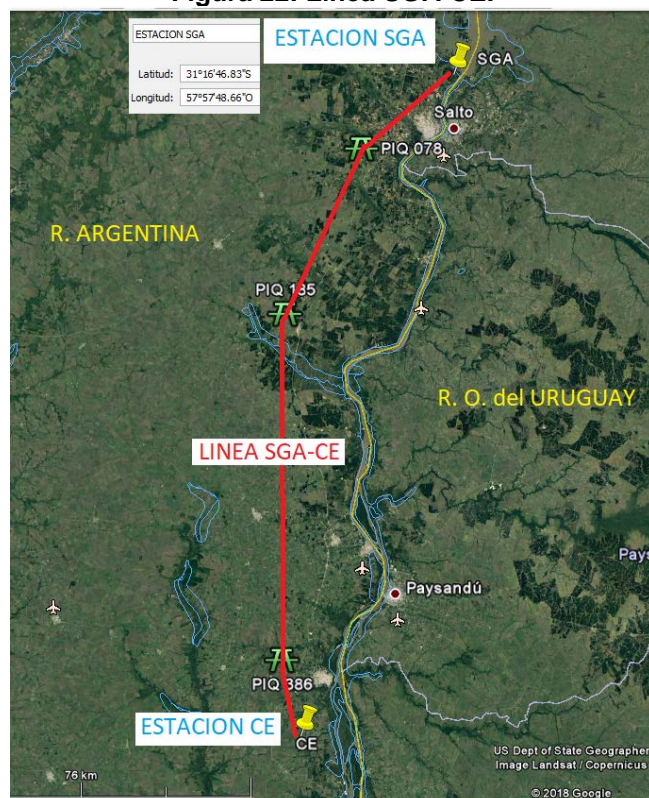 ESTACION SGA
Latitud: 31°16'46.83"S
Longitud: 57°57'48.66"O
ESTACION SGA
SGA
Salto
PIQ 078
R. ARGENTINA
PIQ 135
R. O. del URUGUAY
LINEA SGA-CE
Pays
Paysandú
PIQ 386
ESTACION CE
CE
76 km
US Dept of State Geographer
Image Landsat / Copernicus
© 2018 Google